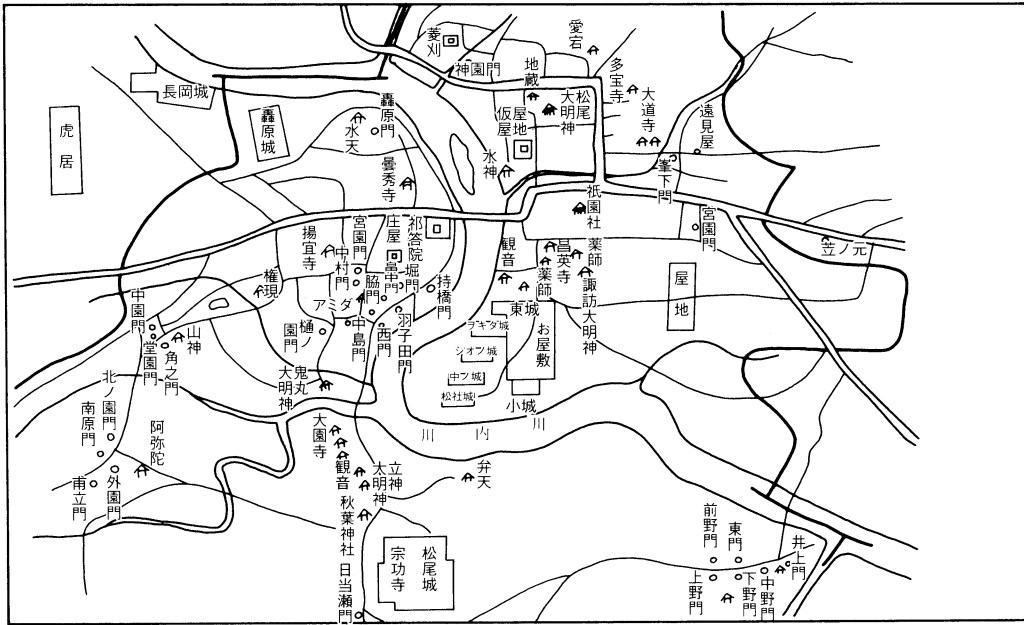 愛宕
菱刈
神園門
地蔵
多宝寺
長岡城
大道寺
松尾大明神
屋地仮屋
遠見屋
轟原門
轟原城
虎居
水天
水神
曇秀寺
峯下門
祇園社
宮園門
笠ノ元
祁答院
庄屋
宮園門
揚宜寺
中村門
畠中門
堀門
脇門
持橋門
観音
昌英寺
薬師
薬師
諏訪大明神
屋地
権現
アミダ
中島門
羽子田門
西門
樋ノ園門
東城
お屋敷
ヲキタ城
シオツ城
中ツ城
松社城
小城
中園門
山神
堂園門
角之門
鬼丸大明神
北ノ園門
南原門
大園寺
川内川
阿弥陀
観音
立神太明神
弁天
外園門
甫立門
秋葉神社
前野門
東門
井上門
宗功寺
松尾城
日当瀬門
上野門
下野門
中野門